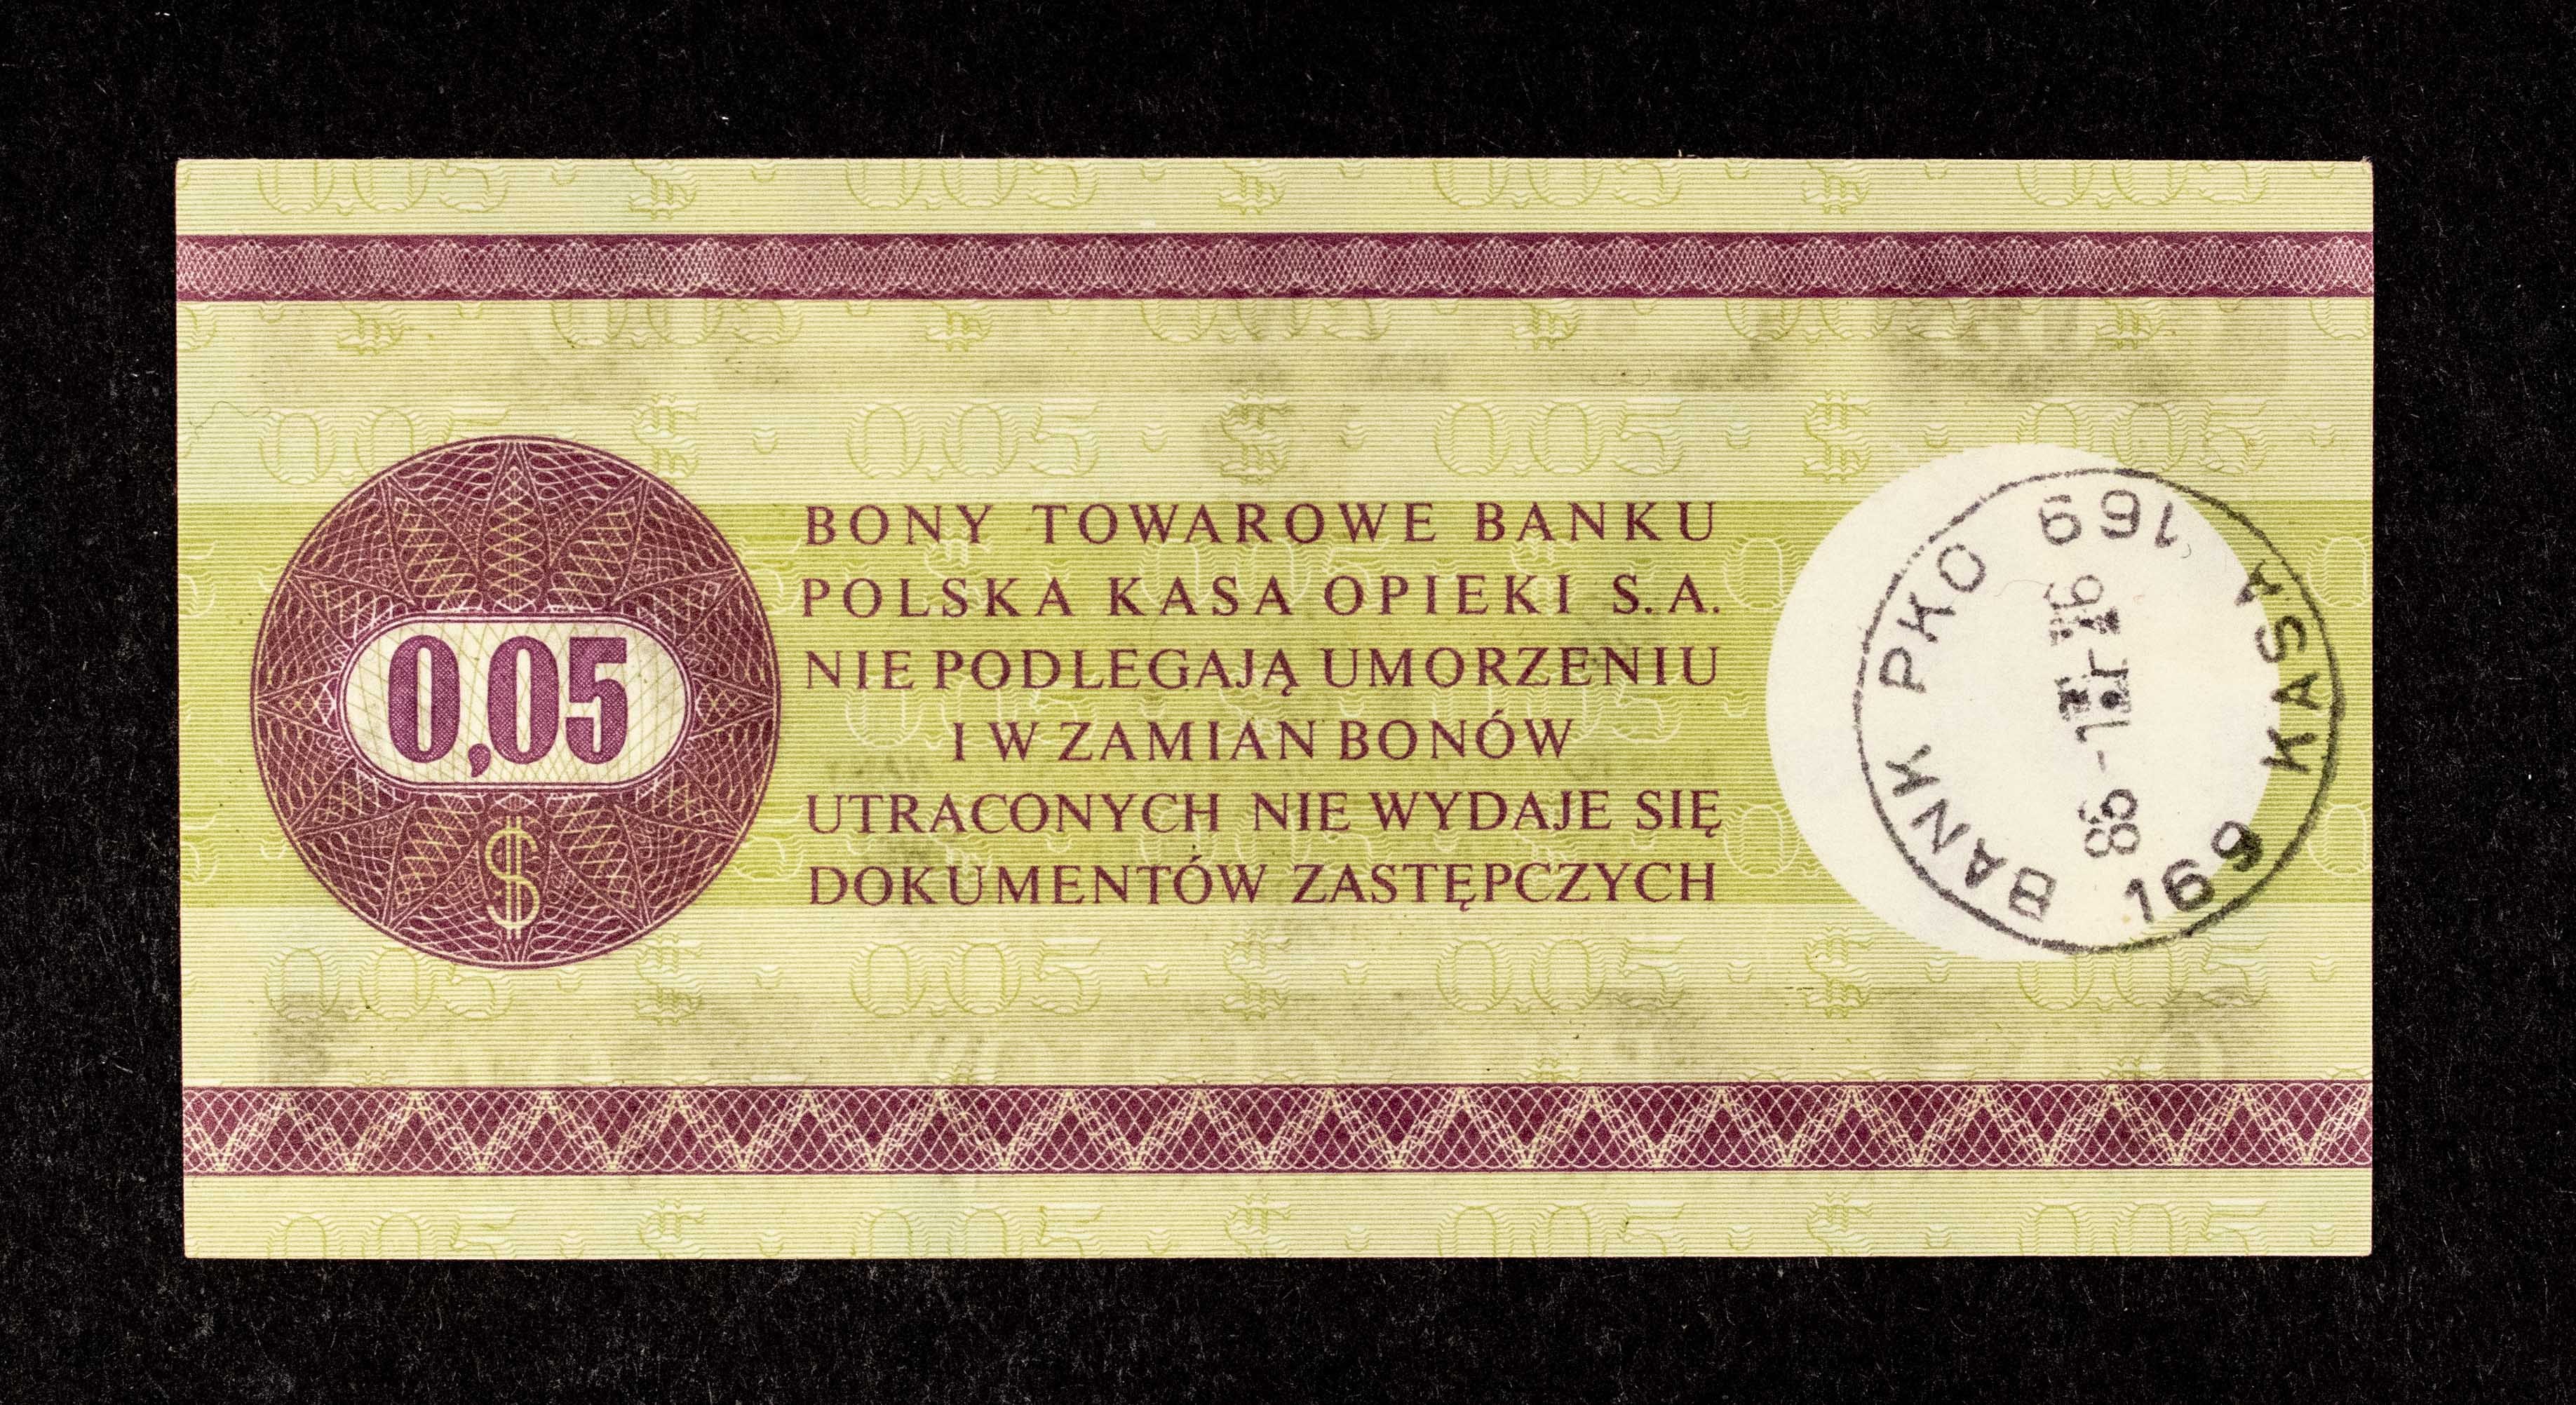 0,05
$
BONY TOWAROWE BANKU
POLSKA KASA OPIEKI S.A.
NIE PODLEGAJĄ UMORZENIU
I W ZAMIAN BONÓW
UTRACONYCH NIE WYDAJE SIĘ
DOKUMENTÓW ZASTĘPCZYCH
BANK PKO
169
KASA
169